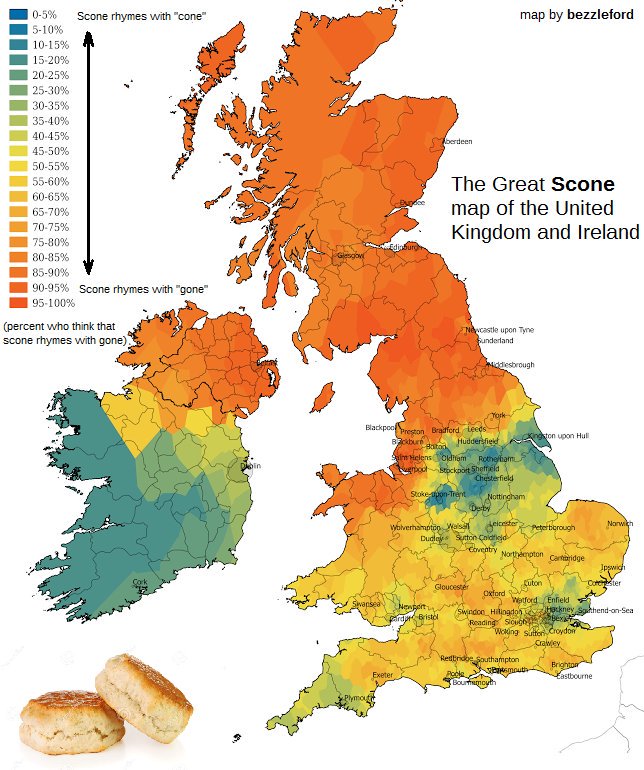 0-5%
5-10%
10-15%
15-20%
20-25%
25-30%
30-35%
35-40%
40-45%
45-50%
50-55%
55-60%
60-65%
65-70%
70-75%
75-80%
80-85%
85-90%
90-95%
95-100%
Scone rhymes with "cone"
Scone rhymes with "gone"
(percent who think that
scone rhymes with gone)
map by bezzleford
The Great Scone
map of the United
Kingdom and Ireland
Aberdeen
Dundee
Edinburgh
Glasgow
Newcastle upon Tyne
Sunderland
Middlesbrough
Belfast
York
Blackpool
Preston
Bradford
Leeds
Kingston upon Hull
Blackburn
Bolton
Huddersfield
Saint Helens
Oldham
Rotherham
Liverpool
Stockport
Sheffield
Chesterfield
Dublin
Stoke-upon-Trent
Nottingham
Derby
Wolverhampton
Walsall
Leicester
Peterborough
Norwich
Dudley
Sutton Coldfield
Coventry
Northampton
Cambridge
Ipswich
Cork
Gloucester
Luton
Colchester
Oxford
Watford
Enfield
Swansea
Newport
Cardiff
Bristol
Swindon
Hillingdon
Hackney
Southend-on-Sea
Reading
Slough
Bexley
Woking
Sutton
Croydon
Crawley
Redbridge
Southampton
Brighton
Exeter
Poole
Portsmouth
Eastbourne
Bournemouth
Plymouth